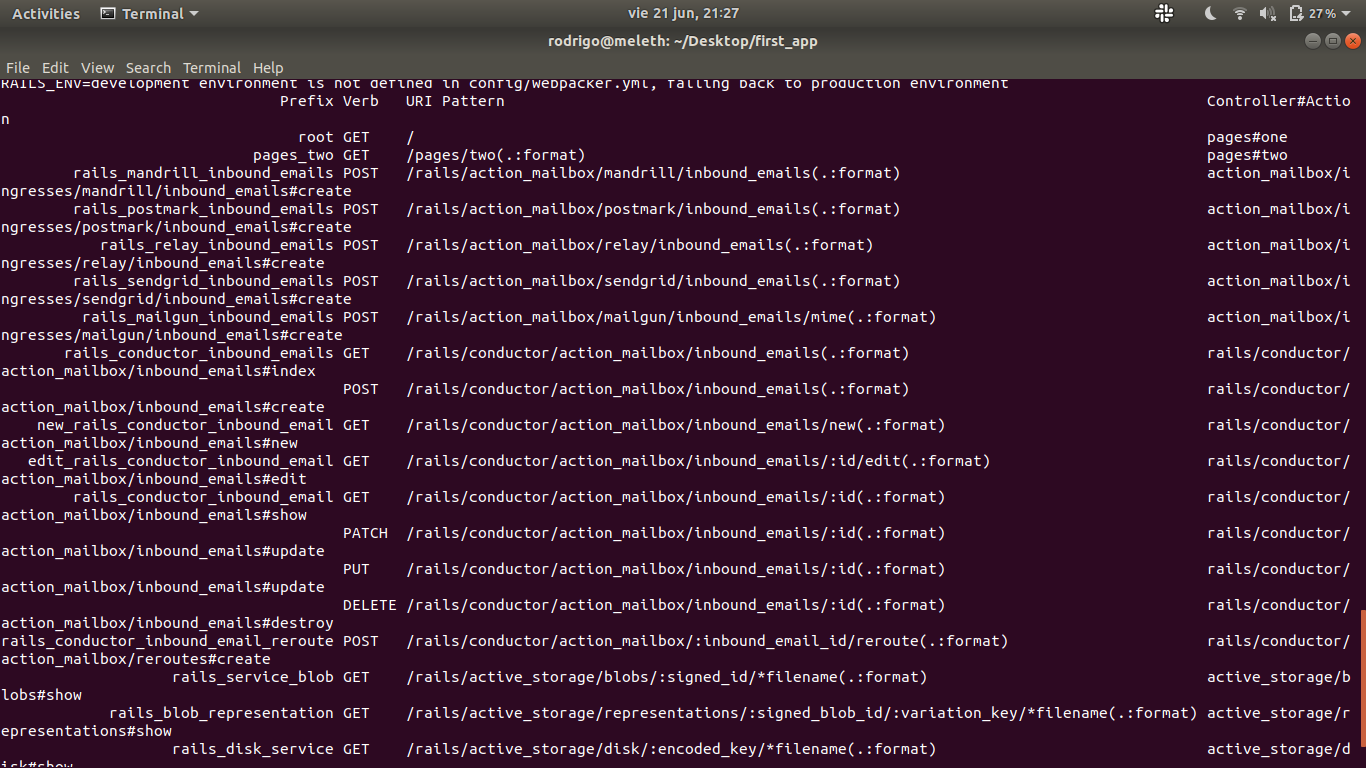 Activities Terminal vie 21 jun, 21:27 27%
rodrigo@meleth: ~/Desktop/first_app
File Edit View Search Terminal Help
RAILS_ENV=development environment is not defined in config/webpacker.yml, falling back to production environment
Prefix Verb URI Pattern Controller#Actio
n
root GET / pages#one
pages_two GET /pages/two(.:format) pages#two
rails_mandrill_inbound_emails POST /rails/action_mailbox/mandrill/inbound_emails(.:format) action_mailbox/i
ngresses/mandrill/inbound_emails#create
rails_postmark_inbound_emails POST /rails/action_mailbox/postmark/inbound_emails(.:format) action_mailbox/i
ngresses/postmark/inbound_emails#create
rails_relay_inbound_emails POST /rails/action_mailbox/relay/inbound_emails(.:format) action_mailbox/i
ngresses/relay/inbound_emails#create
rails_sendgrid_inbound_emails POST /rails/action_mailbox/sendgrid/inbound_emails(.:format) action_mailbox/i
ngresses/sendgrid/inbound_emails#create
rails_mailgun_inbound_emails POST /rails/action_mailbox/mailgun/inbound_emails/mime(.:format) action_mailbox/i
ngresses/mailgun/inbound_emails#create
rails_conductor_inbound_emails GET /rails/conductor/action_mailbox/inbound_emails(.:format) rails/conductor/
action_mailbox/inbound_emails#index
POST /rails/conductor/action_mailbox/inbound_emails(.:format) rails/conductor/
action_mailbox/inbound_emails#create
new_rails_conductor_inbound_email GET /rails/conductor/action_mailbox/inbound_emails/new(.:format) rails/conductor/
action_mailbox/inbound_emails#new
edit_rails_conductor_inbound_email GET /rails/conductor/action_mailbox/inbound_emails/:id/edit(.:format) rails/conductor/
action_mailbox/inbound_emails#edit
rails_conductor_inbound_email GET /rails/conductor/action_mailbox/inbound_emails/:id(.:format) rails/conductor/
action_mailbox/inbound_emails#show
PATCH /rails/conductor/action_mailbox/inbound_emails/:id(.:format) rails/conductor/
action_mailbox/inbound_emails#update
PUT /rails/conductor/action_mailbox/inbound_emails/:id(.:format) rails/conductor/
action_mailbox/inbound_emails#update
DELETE /rails/conductor/action_mailbox/inbound_emails/:id(.:format) rails/conductor/
action_mailbox/inbound_emails#destroy
rails_conductor_inbound_email_reroute POST /rails/conductor/action_mailbox/:inbound_email_id/reroute(.:format) rails/conductor/
action_mailbox/reroutes#create
rails_service_blob GET /rails/active_storage/blobs/:signed_id/*filename(.:format) active_storage/b
lobs#show
rails_blob_representation GET /rails/active_storage/representations/:signed_blob_id/:variation_key/*filename(.:format) active_storage/r
epresentations#show
rails_disk_service GET /rails/active_storage/disk/:encoded_key/*filename(.:format) active_storage/d
isk#show